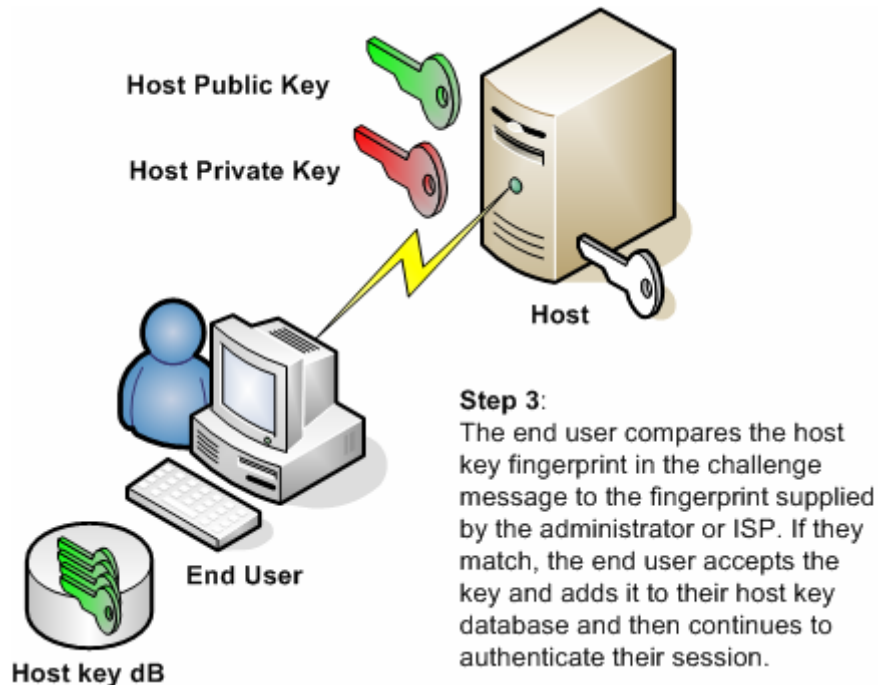 Host Public Key
Host Private Key
Host
Step 3:
The end user compares the host
key fingerprint in the challenge
message to the fingerprint supplied
by the administrator or ISP. If they
match, the end user accepts the
key and adds it to their host key
database and then continues to
authenticate their session.
End User
Host key dB